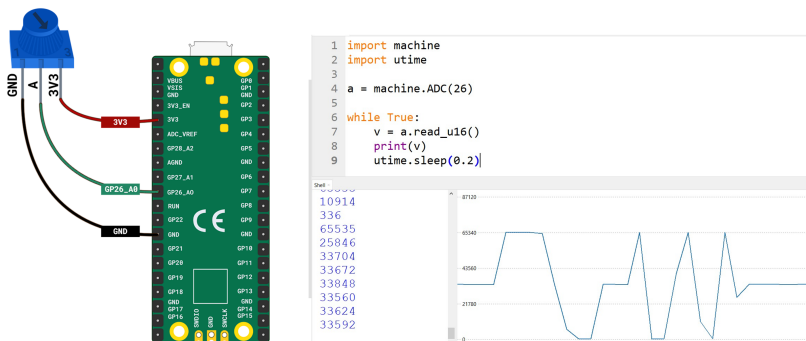 GND
A
3V3
3V3
GP26_A0
GND
VBUS
VSIS
GND
3V3_EN
3V3
ADC_VREF
GP28_A2
AGND
GP27_A1
GP26_A0
RUN
GP22
GND
GP21
GP20
GP19
GP18
GND
GP17
GP16
GP0
GP1
GND
GP2
GP3
GP4
GP5
GND
GP6
GP7
GP8
GP9
GND
GP10
GP11
GP12
GP13
GND
GP14
GP15
CE
SWDIO
GND
SWCLK
1 import machine
2 import utime
3
4 a = machine.ADC(26)
5
6 while True:
7 v = a.read_u16()
8 print(v)
9 utime.sleep(0.2)
Shell
10914
336
65535
25846
33704
33672
33848
33560
33624
33592
87120
65340
43560
21780
0